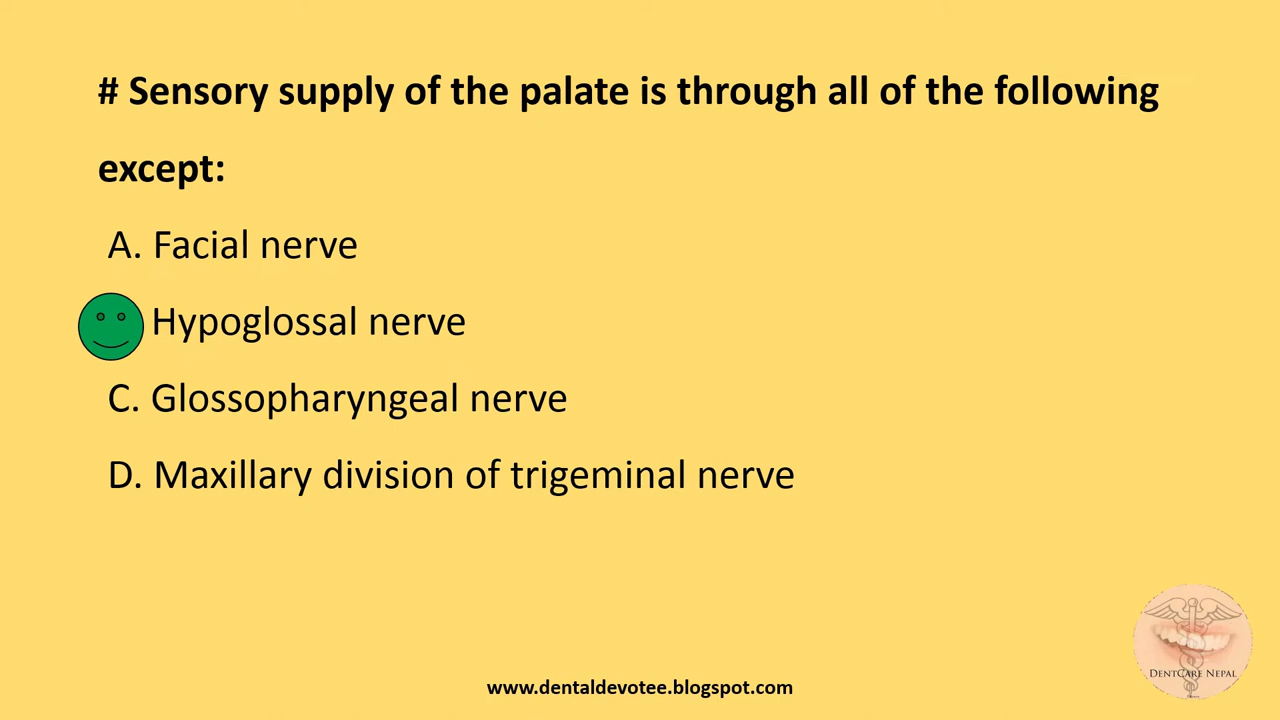 # Sensory supply of the palate is through all of the following
except:
A. Facial nerve
Hypoglossal nerve
C. Glossopharyngeal nerve
D. Maxillary division of trigeminal nerve
DentCare Nepal
www.dentaldevotee.blogspot.com